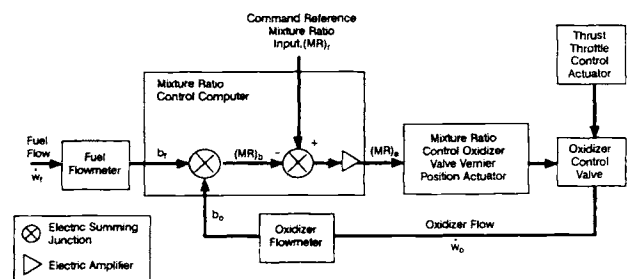 Command Reference
Mixture Ratio
Input,(MR)r
Thrust
Throttle
Control
Actuator
Mixture Ratio
Control Computer
Fuel
Flow
ẇf
Fuel
Flowmeter
bf
(MR)b
-
+
(MR)e
Mixture Ratio
Control Oxidizer
Valve Vernier
Position Actuator
Oxidizer
Control
Valve
bo
Oxidizer
Flowmeter
Oxidizer Flow
ẇo
Electric Summing
Junction
Electric Amplifier